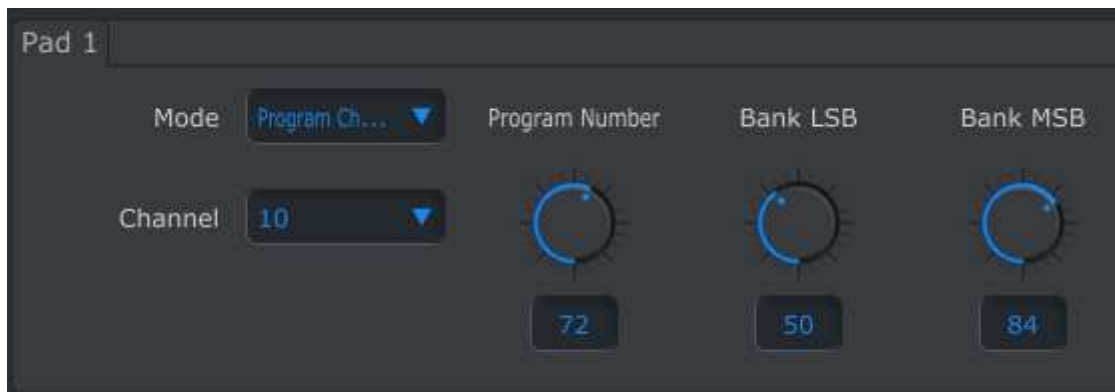 Pad 1
Mode Program Ch... Program Number Bank LSB Bank MSB
Channel 10
72 50 84